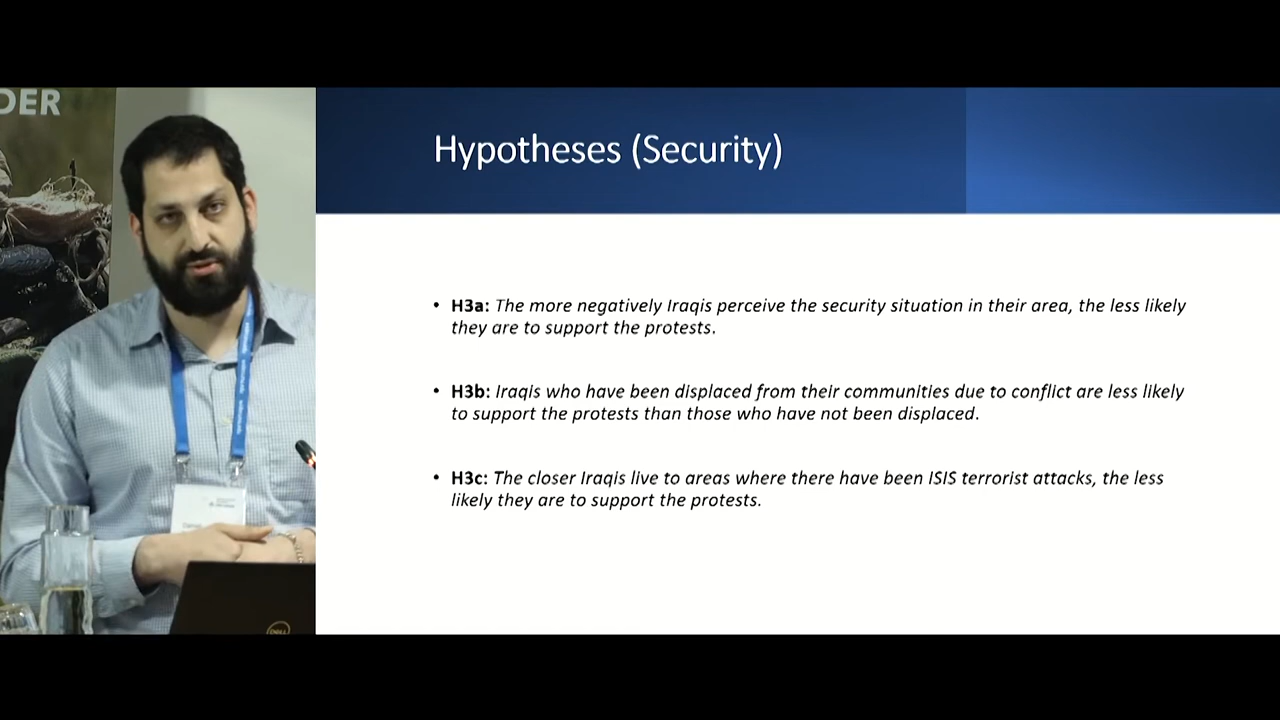 DER
Hypotheses (Security)
• H3a: The more negatively Iraqis perceive the security situation in their area, the less likely
they are to support the protests.
• H3b: Iraqis who have been displaced from their communities due to conflict are less likely
to support the protests than those who have not been displaced.
• H3c: The closer Iraqis live to areas where there have been ISIS terrorist attacks, the less
likely they are to support the protests.
DELL